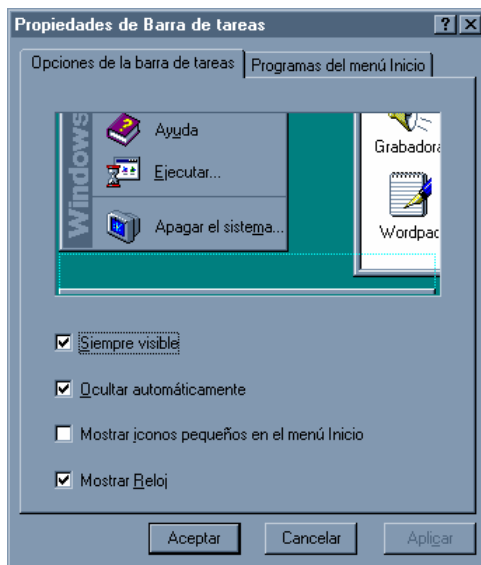 Propiedades de Barra de tareas
Opciones de la barra de tareas Programas del menú Inicio
Windows
Ayuda
Ejecutar...
Apagar el sistema...
Grabadora
Wordpad
Siempre visible
Ocultar automáticamente
Mostrar iconos pequeños en el menú Inicio
Mostrar Reloj
Aceptar Cancelar Aplicar